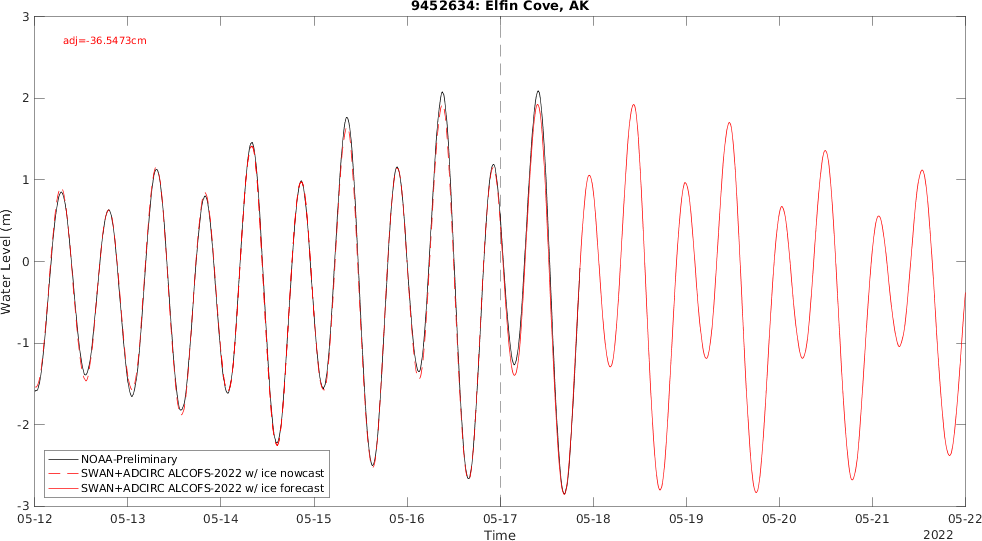 9452634: Elfin Cove, AK
adj=-36.5473cm
3
2
1
0
-1
-2
-3
Water Level (m)
NOAA-Preliminary
SWAN+ADCIRC ALCOFS-2022 w/ ice nowcast
SWAN+ADCIRC ALCOFS-2022 w/ ice forecast
05-12 05-13 05-14 05-15 05-16 05-17 05-18 05-19 05-20 05-21 05-22
Time
2022